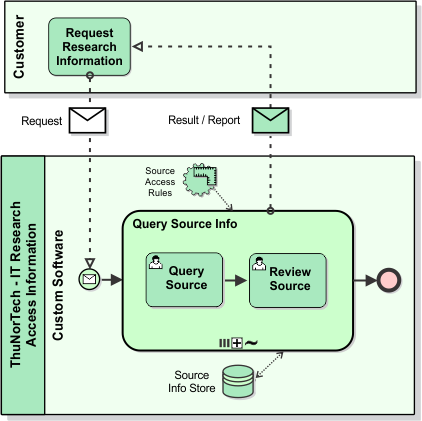 Customer
Request
Research
Information
Request
Result / Report
ThuNorTech - IT Research
Access Information
Custom Software
Source
Access
Rules
Query Source Info
Query
Source
Review
Source
Source
Info Store